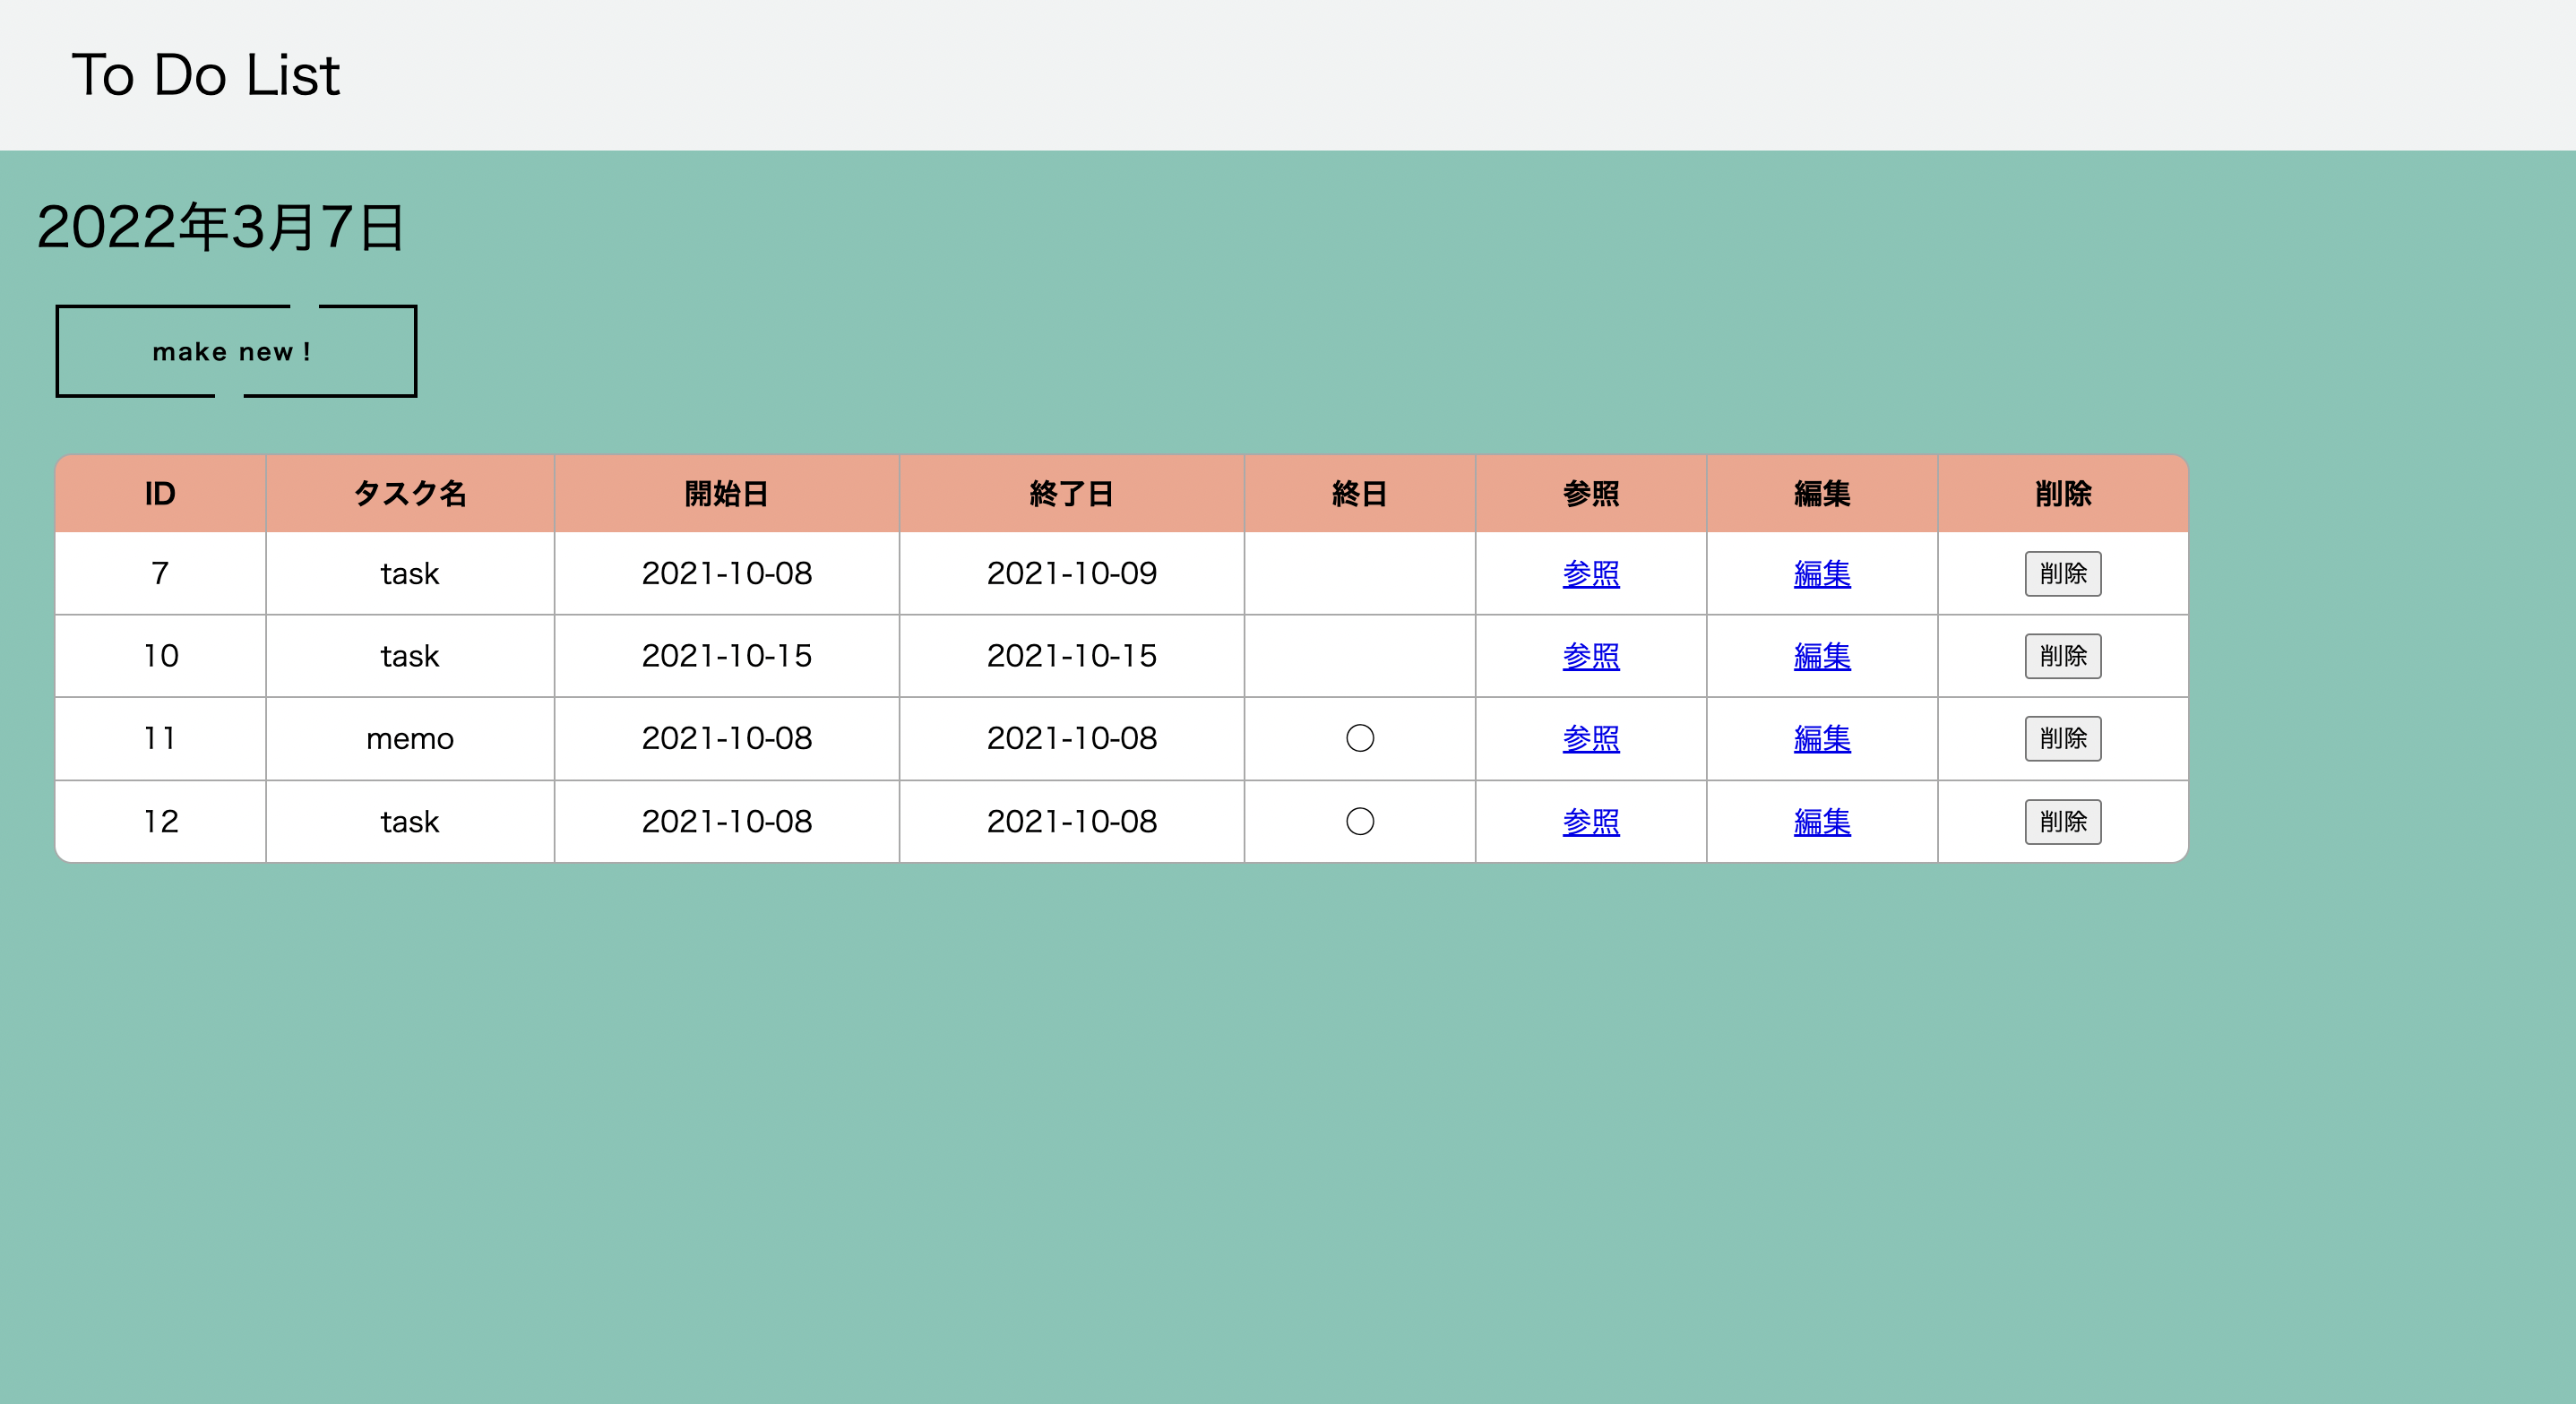 To Do List
2022年3月7日
make new !
ID タスク名 開始日 終了日 終日 参照 編集 削除
7 task 2021-10-08 2021-10-09 参照 編集 削除
10 task 2021-10-15 2021-10-15 参照 編集 削除
11 memo 2021-10-08 2021-10-08 ○ 参照 編集 削除
12 task 2021-10-08 2021-10-08 ○ 参照 編集 削除